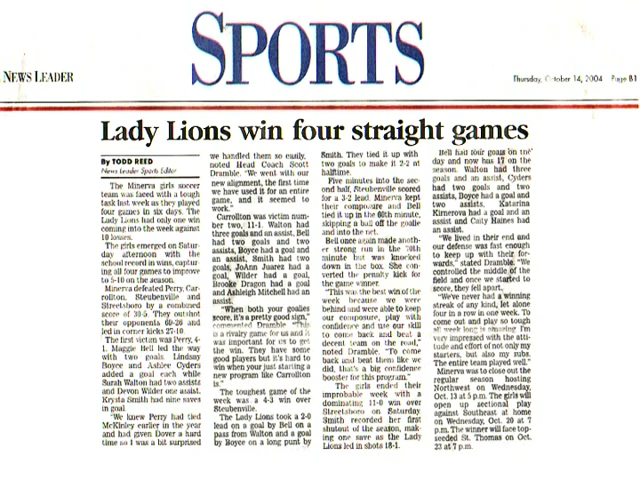 NEWS LEADER
SPORTS
Thursday, October 14, 2004 Page B1
Lady Lions win four straight games
By TODD REED
News Leader Sports Editor
The Minerva girls soccer
team was faced with a tough
task last week as they played
four games in six days. The
Lady Lions had only one win
coming into the week against
10 losses.
The girls emerged on Satur-
day afternoon with the
school record in wins, captur-
ing all four games to improve
to 5-10 on the season.
Minerva defeated Perry, Car-
rollton, Steubenville and
Streetsboro by a combined
score of 30-5. They outshot
their opponents 69-26 and
led in corner kicks 27-10
The first victim was Perry, 4-
1. Maggie Bell led the way
with two goals. Lindsay
Boyce and Ashlee Cyders
added a goal each while
Sarah Walton had two assists
and Devon Wilder one assist.
Krysta Smith had nine saves
in goal.
"We knew Perry had tied
McKinley earlier in the year
and had given Dover a hard
time so I was a bit surprised
we handled them so easily,
noted Head Coach Scott
Dramble. "We went with our
new alignment, the first time
we have used it for an entire
game, and it seemed to
work."
Carrollton was victim num-
ber two, 11-1. Walton had
three goals and an assist, Bell
had two goals and two
assists, Boyce had a goal and
an assist, Smith had two
goals, JoAnn Juarez had a
goal, Wilder had a goal,
Brooke Dragon had a goal
and Ashleigh Mitchell had an
assist.
"When both your goalies
score, it's a pretty good sign,"
commented Dramble "This
is a rivalry game for us and it
was important for us to get
the win. They have some
good players but it's hard to
win when your just starting a
new program like Carrollton
is."
The toughest game of the
week was a 4-3 win over
Steubenville.
The Lady Lions took a 2-0
lead on a goal by Bell on a
pass from Walton and a goal
by Boyce on a long punt by
Smith. They tied it up with
two goals to make it 2-2 at
halftime.
Five minutes into the sec-
ond half, Steubenville scored
for a 3-2 lead. Minerva kept
their composure and Bell
tied it up in the 60th minute,
skipping a ball off the goalie
and into the net.
Bell once again made anoth-
er strong run in the 70th
minute but was knocked
down in the box. She con-
verted the penalty kick for
the game winner.
"This was the best win of the
week because we were
behind and were able to keep
our composure, play with
confidence and use our skill
to come back and beat a
decent team on the road,"
noted Dramble. "To come
back and beat them like we
did, that's a big confidence
booster for this program."
The girls ended their
improbable week with a
dominating 11-0 win over
Streetsboro on Saturday
Smith recorded her first
shutout of the season, mak-
ing one save as the Lady
Lions led in shots 18-1.
Bell had four goals on the
day and now has 17 on the
season. Walton had three
goals and an assist, Cyders
had two goals and two
assists, Boyce had a goal and
two assists. Katarina
Kirnerova had a goal and an
assist and Caity Haines had
an assist.
"We lived in their end and
our defense was fast enough
to keep up with their for-
wards," stated Dramble. "We
controlled the middle of the
field and once we started to
score, they fell apart.
"We've never had a winning
streak of any kind, let alone
four in a row in one week. To
come out and play so tough
all week long is amazing. I'm
very impressed with the atti-
tude and effort of not only my
starters, but also my subs.
The entire team played well."
Minerva was to close out the
regular season hosting
Northwest on Wednesday,
Oct. 13 at 5 p.m. The girls will
open up sectional play
against Southeast at home
on Wednesday, Oct. 20 at 7
p.m. The winner will face top-
seeded St. Thomas on Oct.
23 at 7 p.m.